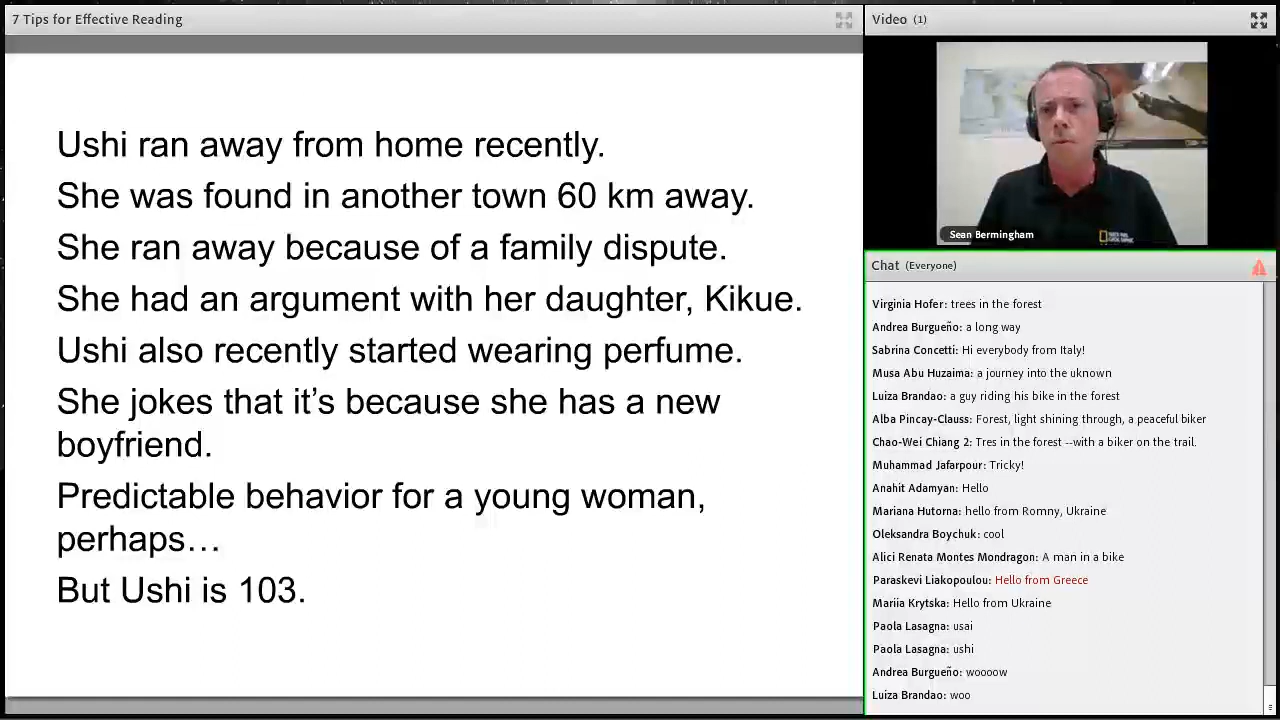 7 Tips for Effective Reading
Ushi ran away from home recently.
She was found in another town 60 km away.
She ran away because of a family dispute.
She had an argument with her daughter, Kikue.
Ushi also recently started wearing perfume.
She jokes that it’s because she has a new
boyfriend.
Predictable behavior for a young woman,
perhaps…
But Ushi is 103.
Video (1)
Sean Bermingham
Chat (Everyone)
Virginia Hofer: trees in the forest
Andrea Burgueño: a long way
Sabrina Concetti: Hi everybody from Italy!
Musa Abu Huzaima: a journey into the uknown
Luiza Brandao: a guy riding his bike in the forest
Alba Pincay-Clauss: Forest, light shining through, a peaceful biker
Chao-Wei Chiang 2: Tres in the forest --with a biker on the trail.
Muhammad Jafarpour: Tricky!
Anahit Adamyan: Hello
Mariana Hutorna: hello from Romny, Ukraine
Oleksandra Boychuk: cool
Alici Renata Montes Mondragon: A man in a bike
Paraskevi Liakopoulou: Hello from Greece
Mariia Krytska: Hello from Ukraine
Paola Lasagna: usai
Paola Lasagna: ushi
Andrea Burgueño: woooow
Luiza Brandao: woo